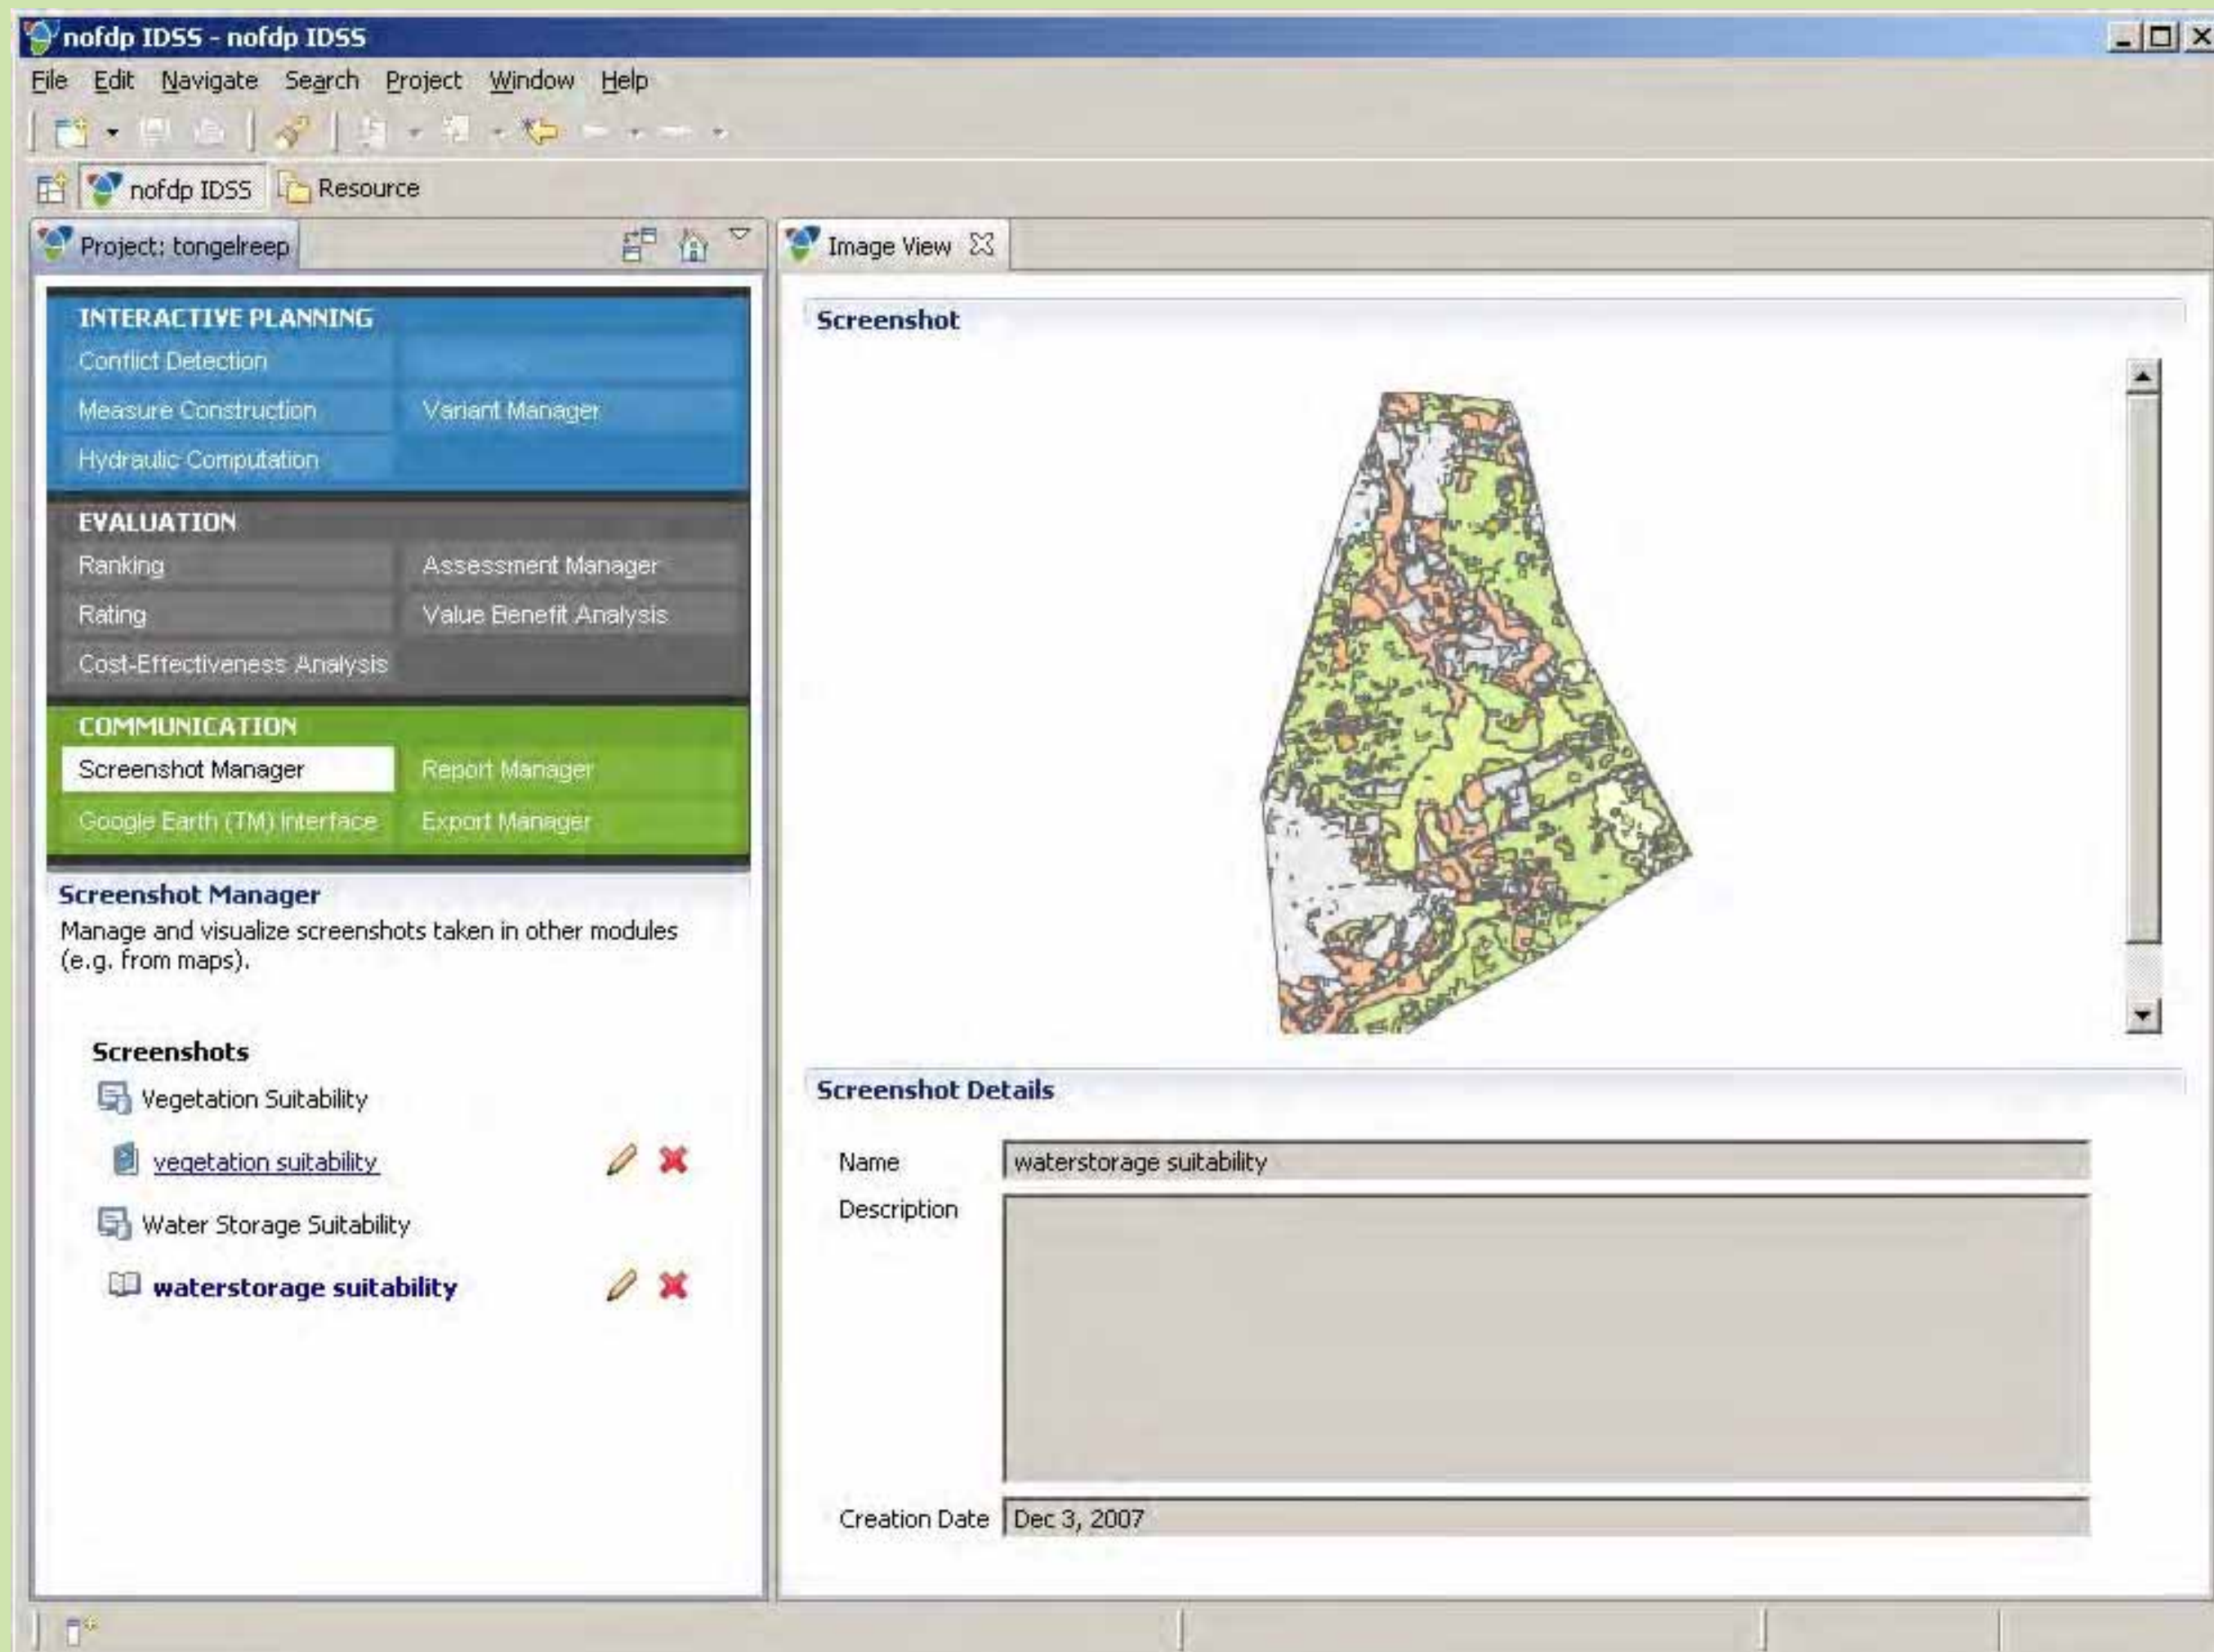 nofdp IDSS - nofdp IDSS
File Edit Navigate Search Project Window Help
nofdp IDSS Resource
Project: tongelreep
INTERACTIVE PLANNING
Conflict Detection
Measure Construction Variant Manager
Hydraulic Computation
EVALUATION
Ranking Assessment Manager
Rating Value Benefit Analysis
Cost-Effectiveness Analysis
COMMUNICATION
Screenshot Manager Report Manager
Google Earth (TM) Interface Export Manager
Screenshot Manager
Manage and visualize screenshots taken in other modules
(e.g. from maps).
Screenshots
Vegetation Suitability
vegetation suitability
Water Storage Suitability
waterstorage suitability
Image View
Screenshot
Screenshot Details
Name waterstorage suitability
Description
Creation Date Dec 3, 2007